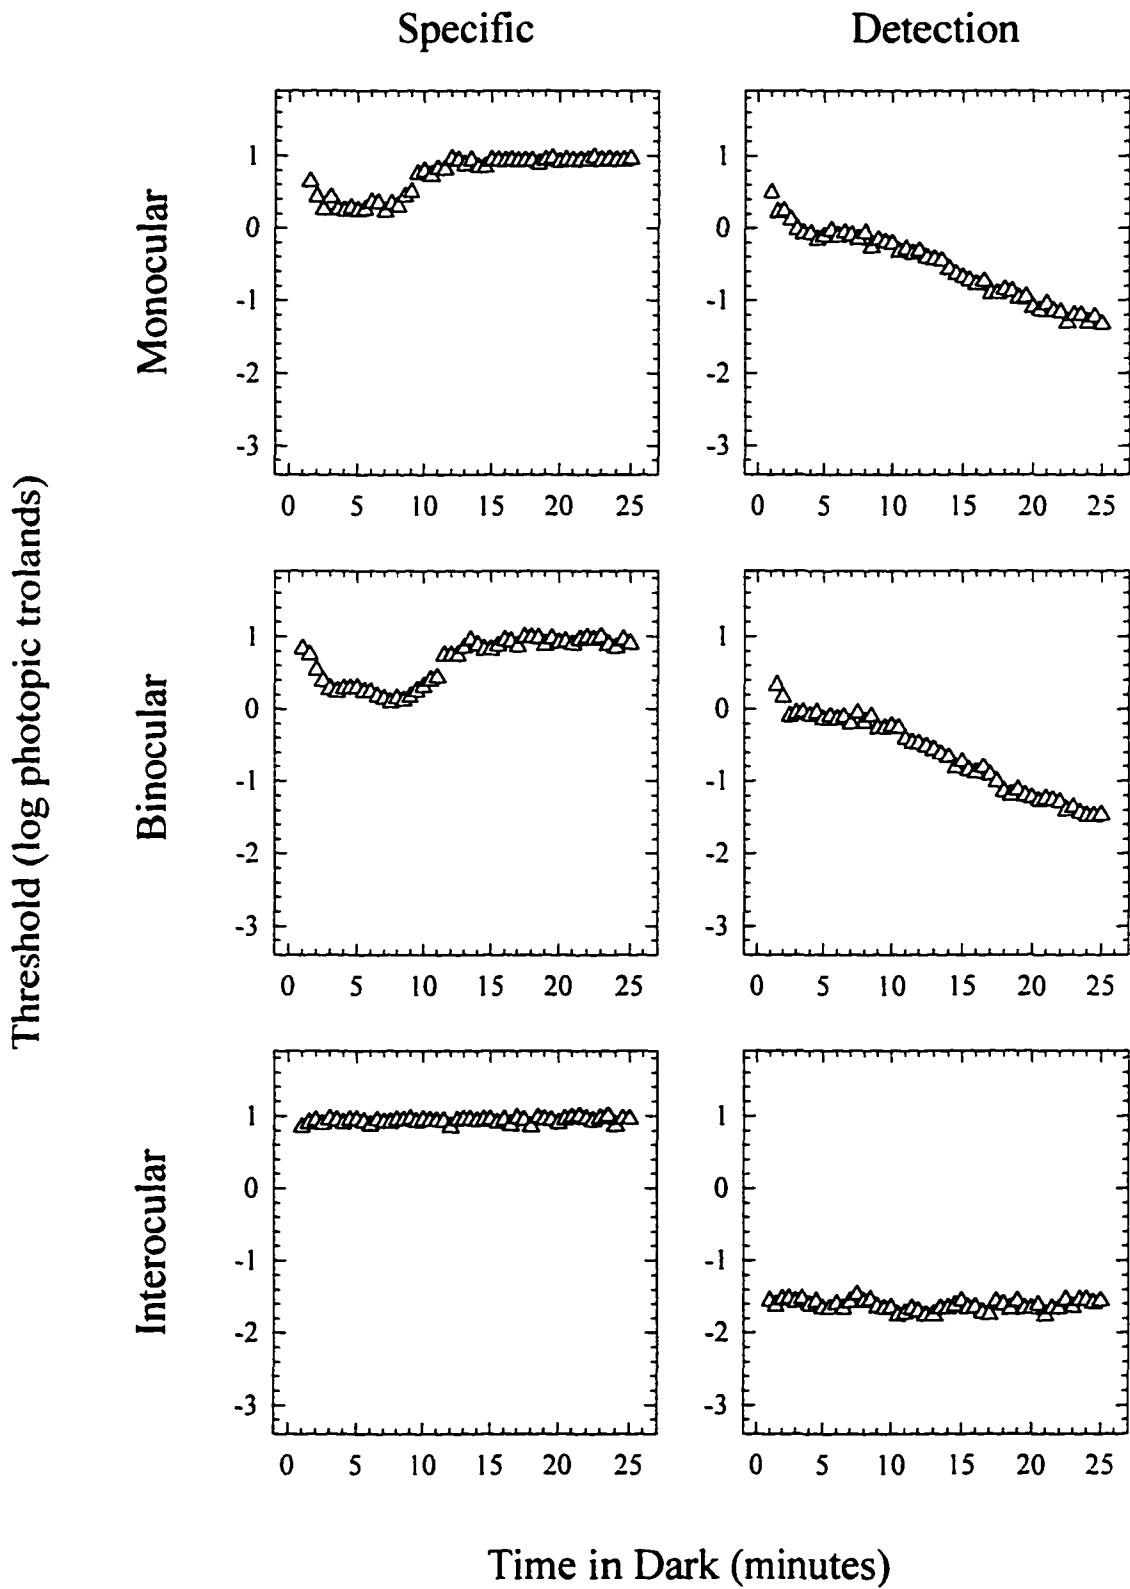 Specific
Detection
Threshold (log photopic trolands)
Monocular
1
0
-1
-2
-3
0 5 10 15 20 25
1
0
-1
-2
-3
0 5 10 15 20 25
Binocular
1
0
-1
-2
-3
0 5 10 15 20 25
1
0
-1
-2
-3
0 5 10 15 20 25
Interocular
1
0
-1
-2
-3
0 5 10 15 20 25
1
0
-1
-2
-3
0 5 10 15 20 25
Time in Dark (minutes)